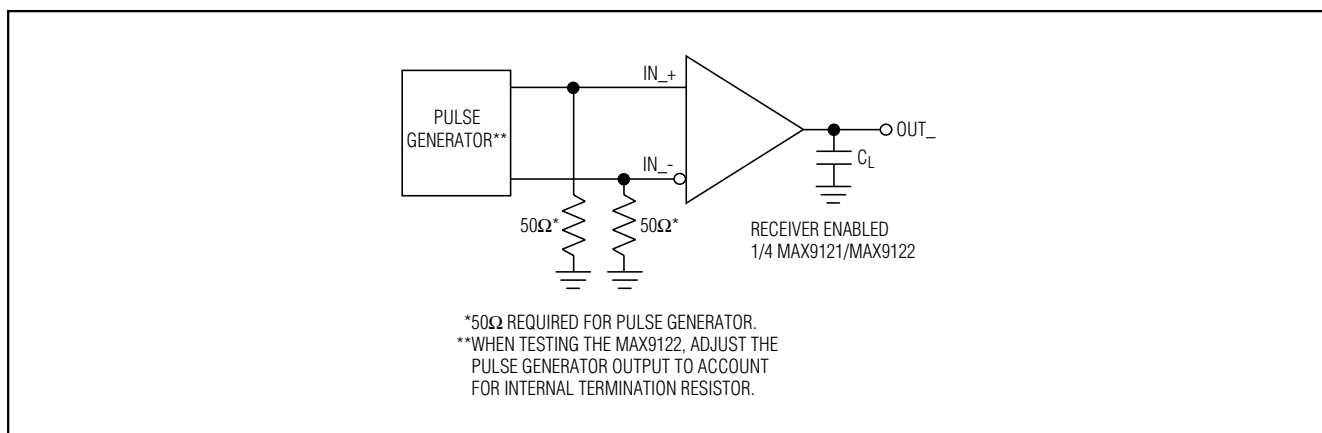 PULSE
GENERATOR**
IN_+
IN_-
50Ω*
50Ω*
OUT_
CL
RECEIVER ENABLED
1/4 MAX9121/MAX9122
*50Ω REQUIRED FOR PULSE GENERATOR.
**WHEN TESTING THE MAX9122, ADJUST THE
PULSE GENERATOR OUTPUT TO ACCOUNT
FOR INTERNAL TERMINATION RESISTOR.